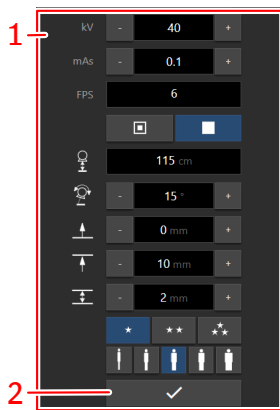 1
kV - 40 +
mAs - 0.1 +
FPS 6
115 cm
- 15 ° +
- 0 mm +
- 10 mm +
- 2 mm +
2